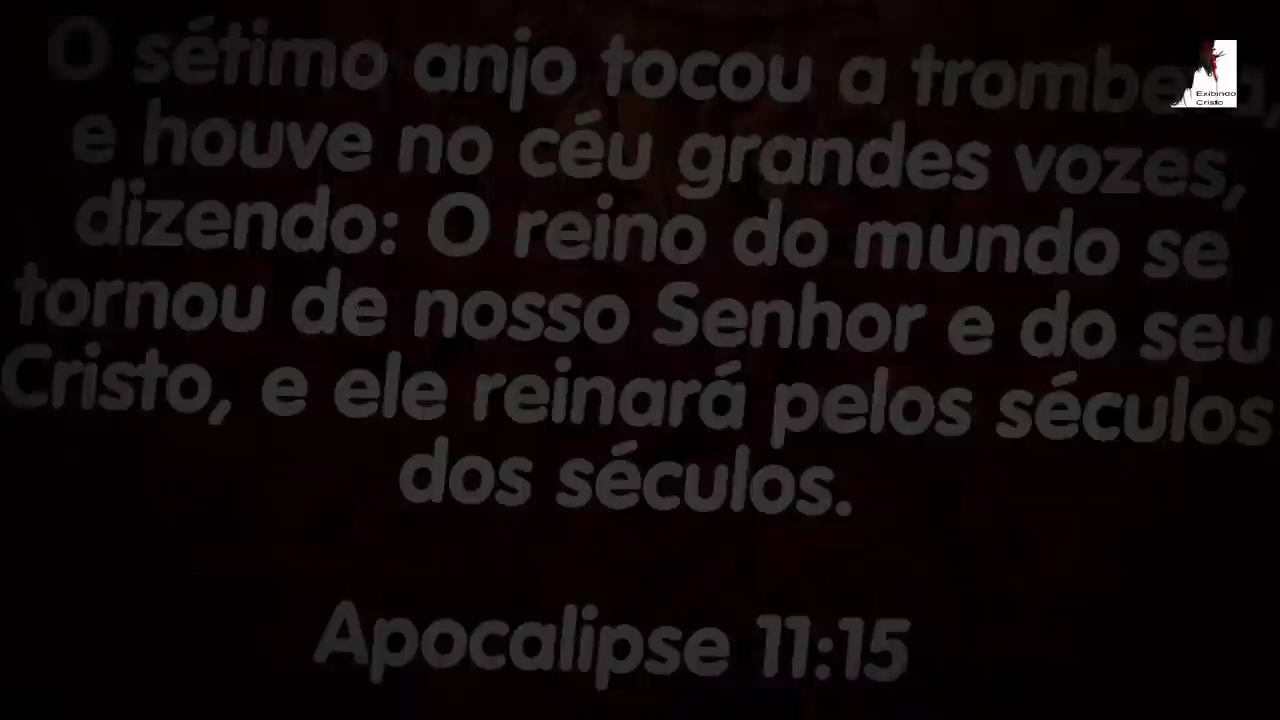 O sétimo anjo tocou a trombeta,
e houve no céu grandes vozes,
dizendo: O reino do mundo se
tornou de nosso Senhor e do seu
Cristo, e ele reinará pelos séculos
dos séculos.
Apocalipse 11:15
Exibindo
Cristo